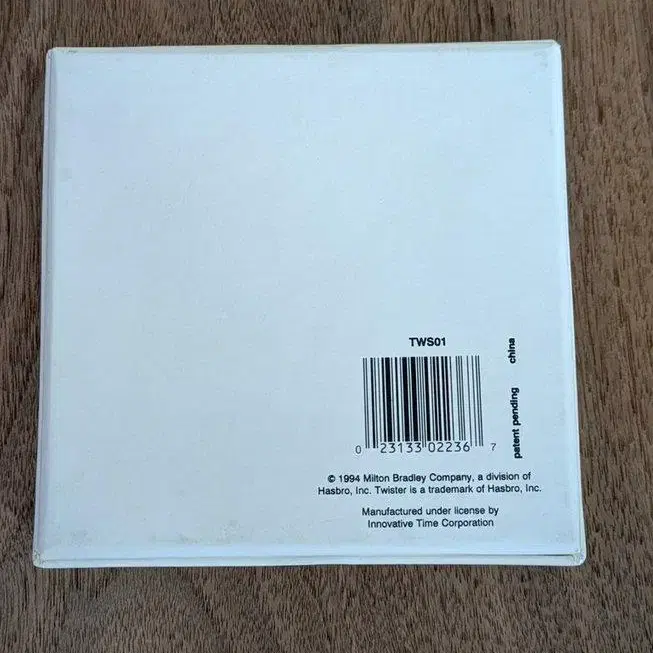 TWS01
0 23133 02236 7
patent pending china
© 1994 Milton Bradley Company, a division of
Hasbro, Inc. Twister is a trademark of Hasbro, Inc.
Manufactured under license by
Innovative Time Corporation